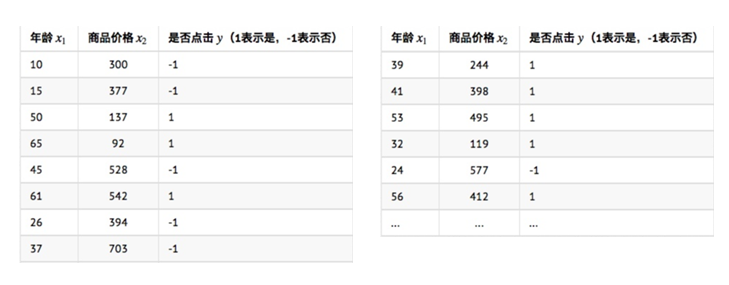 年龄 x1 商品价格 x2 是否点击 y（1表示是，-1表示否）
10 300 -1
15 377 -1
50 137 1
65 92 1
45 528 -1
61 542 1
26 394 -1
37 703 -1
年龄 x1 商品价格 x2 是否点击 y（1表示是，-1表示否）
39 244 1
41 398 1
53 495 1
32 119 1
24 577 -1
56 412 1
... ... ...